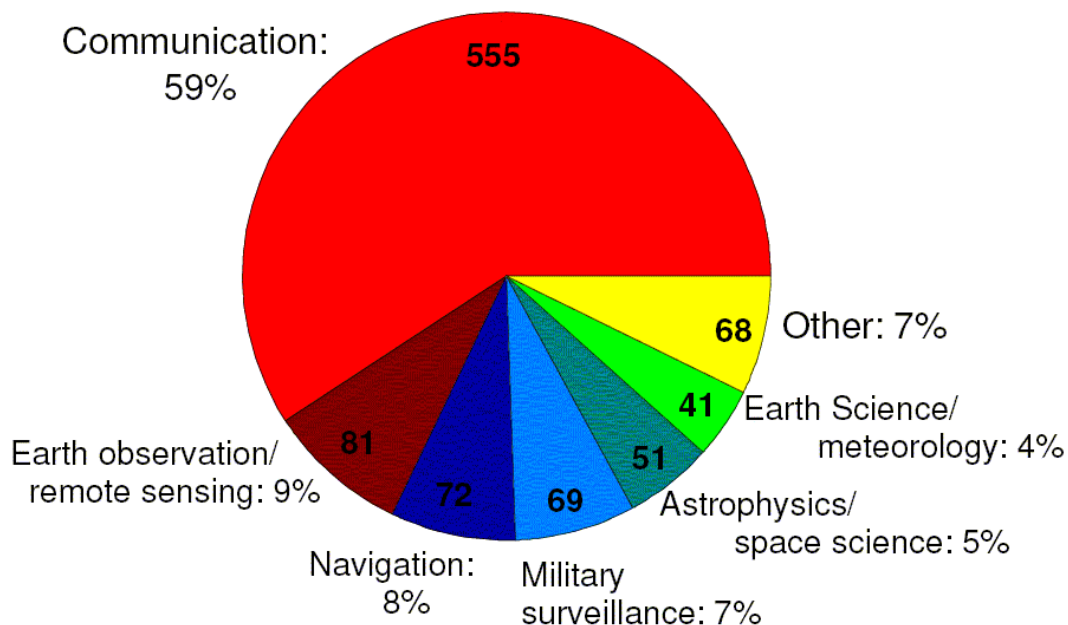 Communication:
59%
555
Other: 7%
68
Earth Science/
meteorology: 4%
41
Astrophysics/
space science: 5%
51
Military
surveillance: 7%
69
Navigation:
8%
72
Earth observation/
remote sensing: 9%
81